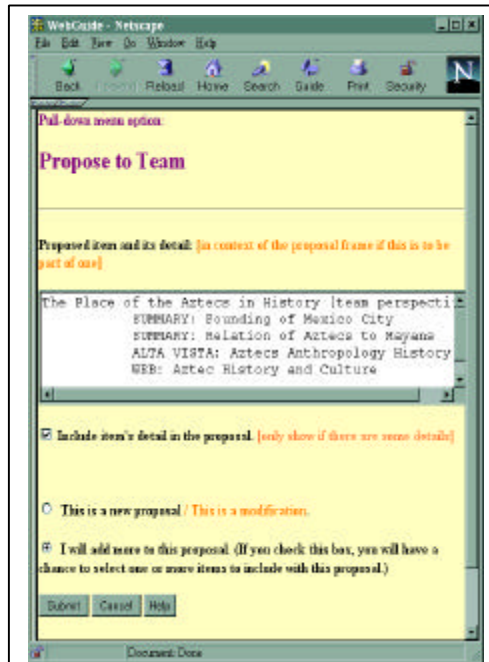 WebGuide - Netscape
File Edit View Go Window Help
Back Forward Reload Home Search Guide Print Security N
Pull-down menu option:
Propose to Team
Proposed item and its detail: [in context of the proposal frame if this is to be
part of one]
The Place of the Aztecs in History [team perspecti
SUMMARY: Founding of Mexico City
SUMMARY: Relation of Aztecs to Mayans
ALTA VISTA: Aztecs Anthropology History
WEB: Aztec History and Culture
Include item's detail in the proposal. [only show if there are some details]
This is a new proposal / This is a modification.
I will add more to this proposal. (If you check this box, you will have a
chance to select one or more items to include with this proposal.)
Submit Cancel Help
Document: Done